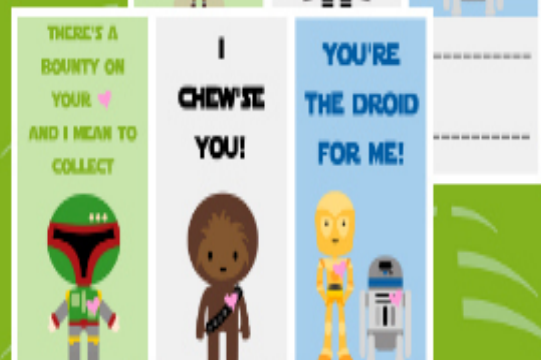 THERE'S A
BOUNTY ON
YOUR
AND I MEAN TO
COLLECT
I
CHEW'SE
YOU!
YOU'RE
THE DROID
FOR ME!